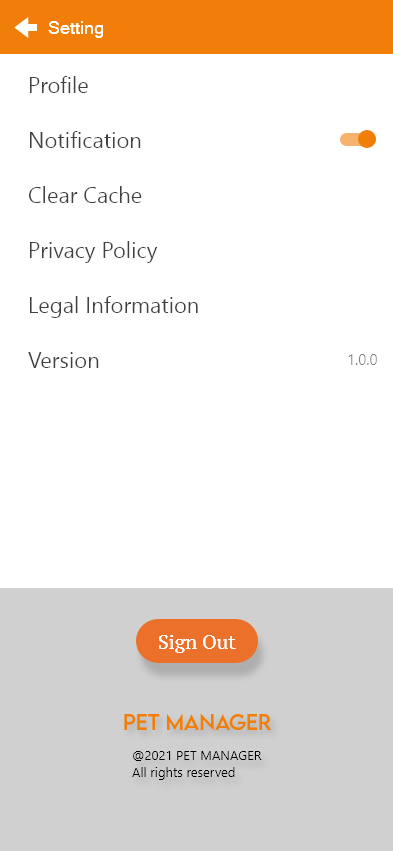 Setting
Profile
Notification
Clear Cache
Privacy Policy
Legal Information
Version 1.0.0
Sign Out
PET MANAGER
@2021 PET MANAGER
All rights reserved